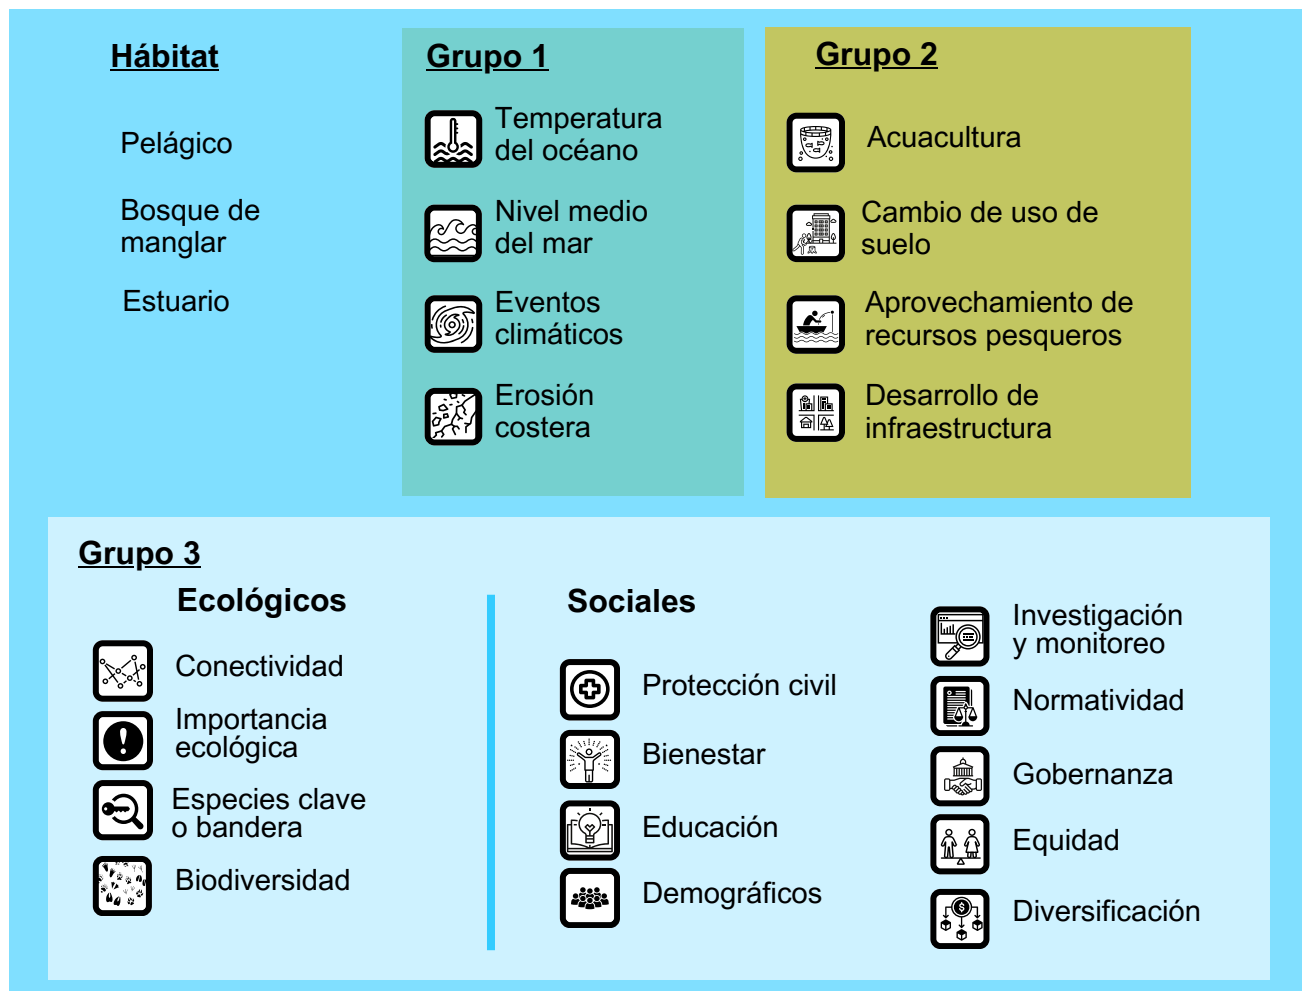 Hábitat
Pelágico
Bosque de
manglar
Estuario
Grupo 1
Temperatura
del océano
Nivel medio
del mar
Eventos
climáticos
Erosión
costera
Grupo 2
Acuacultura
Cambio de uso de
suelo
Aprovechamiento de
recursos pesqueros
Desarrollo de
infraestructura
Grupo 3
Ecológicos
Conectividad
Importancia
ecológica
Especies clave
o bandera
Biodiversidad
Sociales
Protección civil
Bienestar
Educación
Demográficos
Investigación
y monitoreo
Normatividad
Gobernanza
Equidad
Diversificación